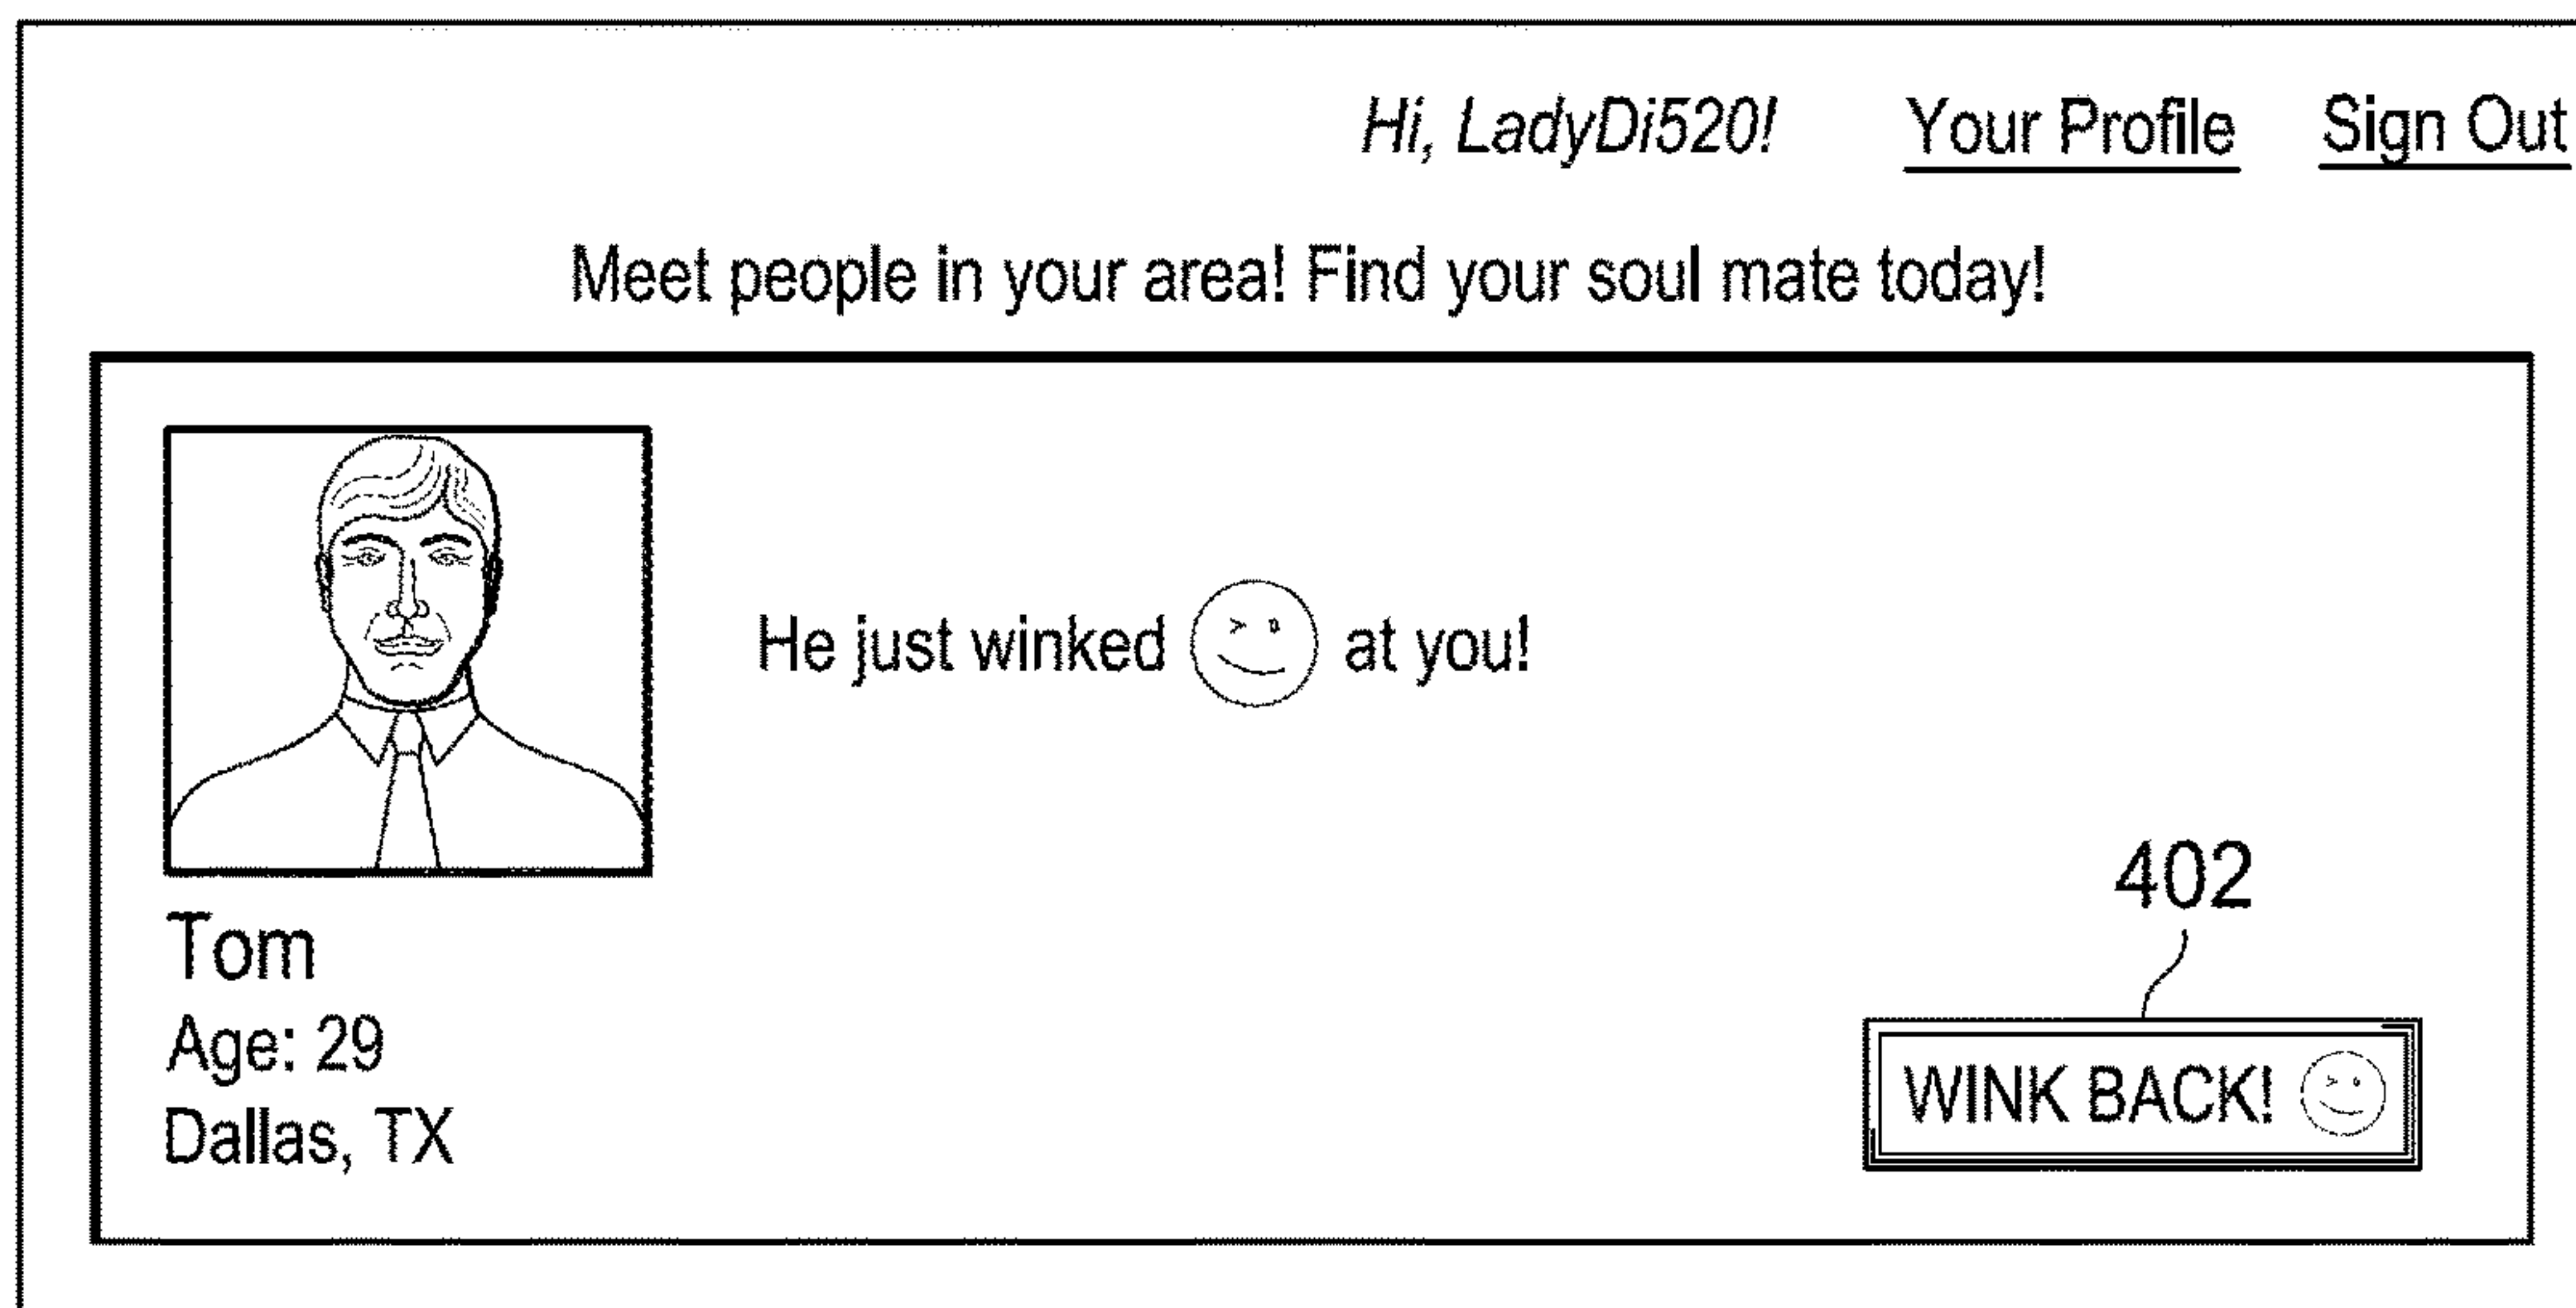 Hi, LadyDi520! Your Profile Sign Out
Meet people in your area! Find your soul mate today!
He just winked at you!
Tom
Age: 29
Dallas, TX
402
WINK BACK!